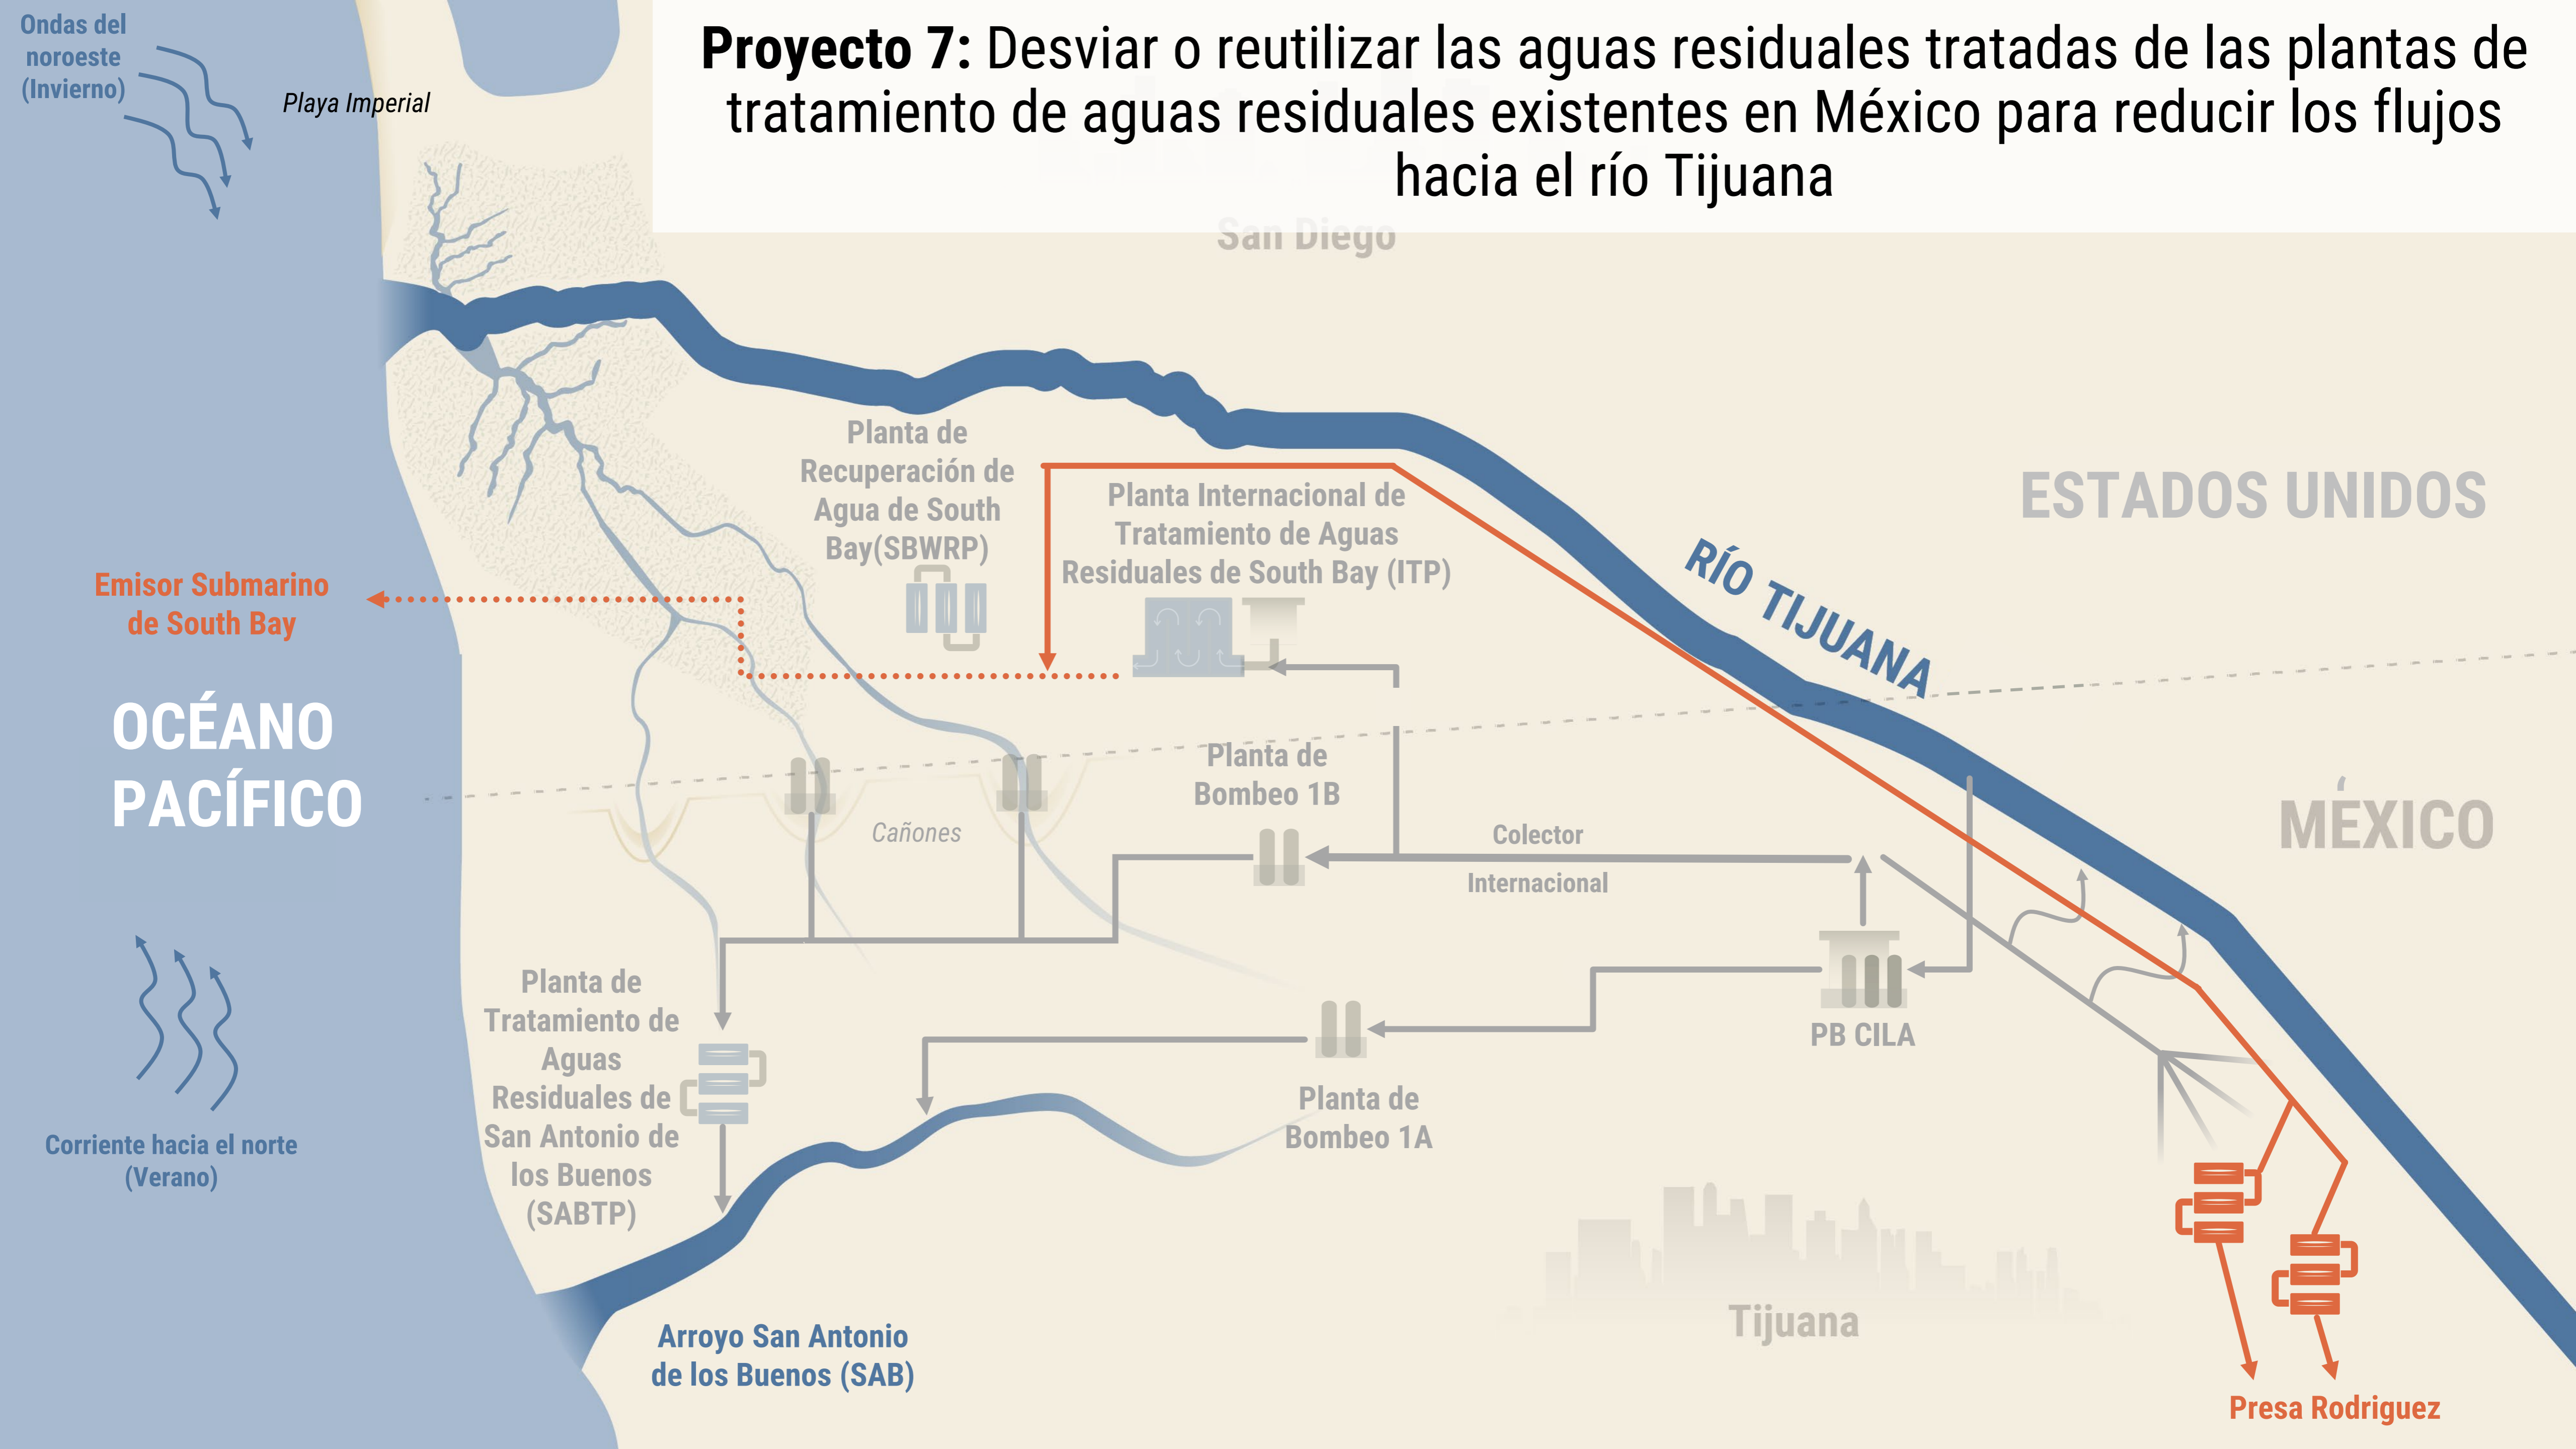 Proyecto 7: Desviar o reutilizar las aguas residuales tratadas de las plantas de
tratamiento de aguas residuales existentes en México para reducir los flujos
hacia el río Tijuana
Ondas del
noroeste
(Invierno)
Playa Imperial
San Diego
Planta de
Recuperación de
Agua de South
Bay(SBWRP)
Planta Internacional de
Tratamiento de Aguas
Residuales de South Bay (ITP)
ESTADOS UNIDOS
RÍO TIJUANA
Emisor Submarino
de South Bay
OCÉANO
PACÍFICO
MÉXICO
Planta de
Bombeo 1B
Cañones
Colector
Internacional
Planta de
Tratamiento de
Aguas
Residuales de
San Antonio de
los Buenos
(SABTP)
PB CILA
Planta de
Bombeo 1A
Corriente hacia el norte
(Verano)
Tijuana
Arroyo San Antonio
de los Buenos (SAB)
Presa Rodriguez